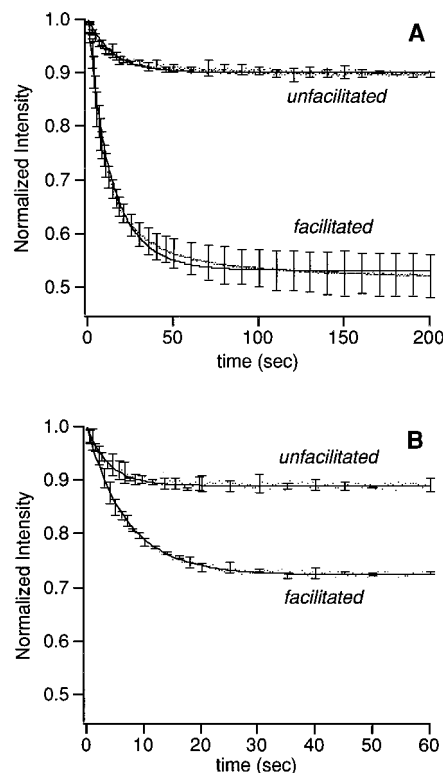 A
1.0
0.9
0.8
0.7
0.6
0.5
Normalized Intensity
unfacilitated
facilitated
0
50
100
150
200
time (sec)
B
1.0
0.9
0.8
0.7
0.6
0.5
Normalized Intensity
unfacilitated
facilitated
0
10
20
30
40
50
60
time (sec)